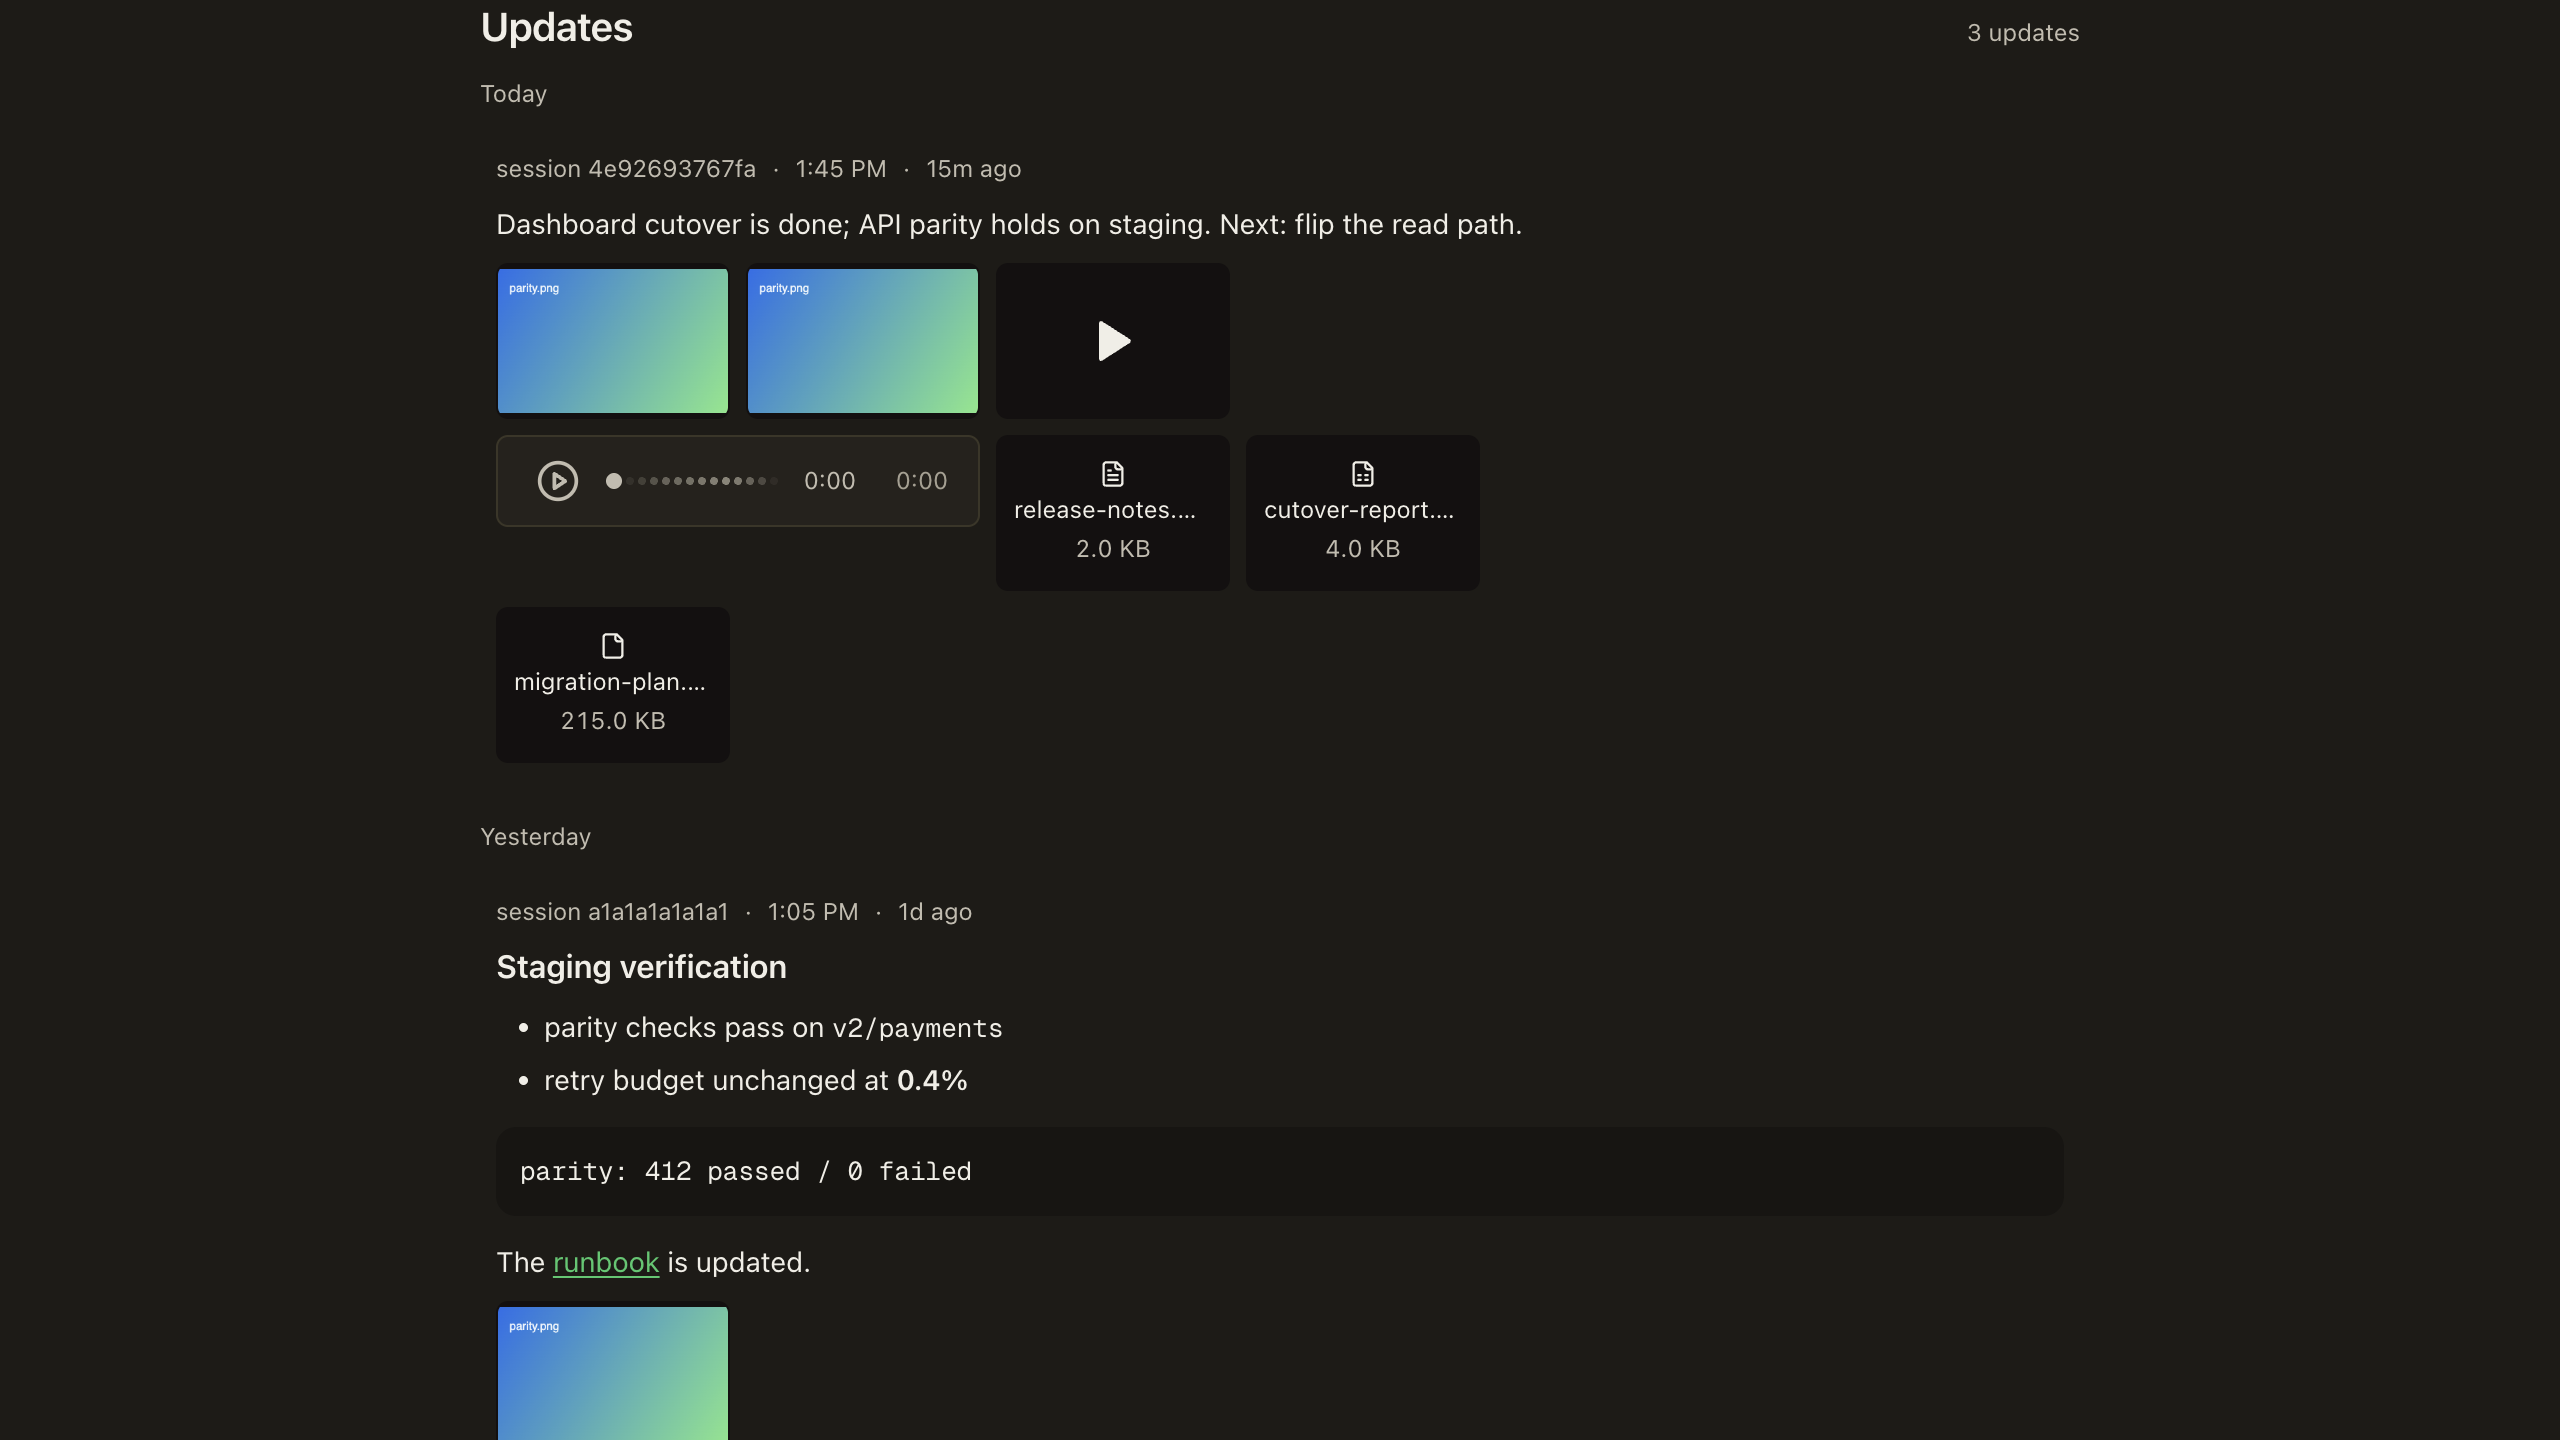 Updates
3 updates
Today
session 4e92693767fa · 1:45 PM · 15m ago
Dashboard cutover is done; API parity holds on staging. Next: flip the read path.
parity.png
parity.png
0:00 0:00
release-notes....
2.0 KB
cutover-report....
4.0 KB
migration-plan....
215.0 KB
Yesterday
session a1a1a1a1a1a1 · 1:05 PM · 1d ago
Staging verification
• parity checks pass on v2/payments
• retry budget unchanged at 0.4%
parity: 412 passed / 0 failed
The runbook is updated.
parity.png